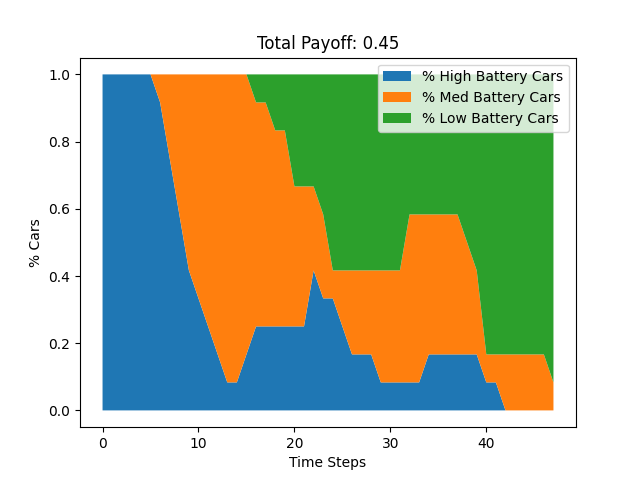 Total Payoff: 0.45
% High Battery Cars
% Med Battery Cars
% Low Battery Cars
1.0
0.8
0.6
0.4
0.2
0.0
% Cars
0
10
20
30
40
Time Steps